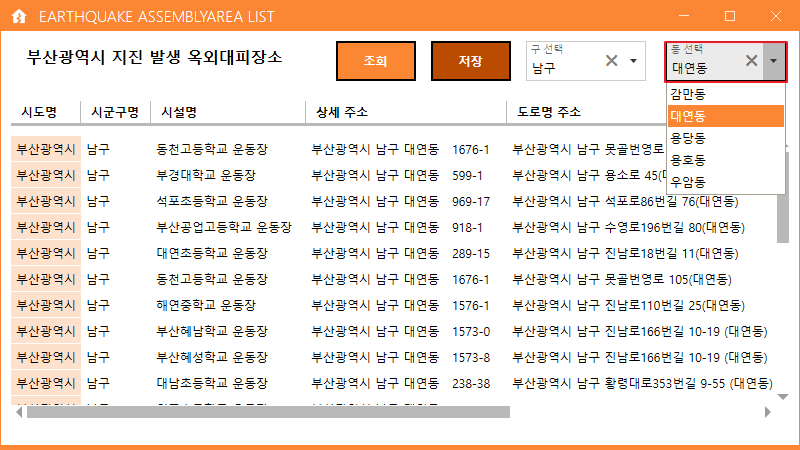 EARTHQUAKE ASSEMBLYAREA LIST
부산광역시 지진 발생 옥외대피장소 조회 저장 구 선택 남구 동 선택 대연동
감만동
대연동
용당동
용호동
우암동
시도명 시군구명 시설명 상세 주소 도로명 주소
부산광역시 남구 동천고등학교 운동장 부산광역시 남구 대연동 1676-1 부산광역시 남구 못골번영로
부산광역시 남구 부경대학교 운동장 부산광역시 남구 대연동 599-1 부산광역시 남구 용소로 45(대
부산광역시 남구 석포초등학교 운동장 부산광역시 남구 대연동 969-17 부산광역시 남구 석포로86번길 76(대연동)
부산광역시 남구 부산공업고등학교 운동장 부산광역시 남구 대연동 918-1 부산광역시 남구 수영로196번길 80(대연동)
부산광역시 남구 대연초등학교 운동장 부산광역시 남구 대연동 289-15 부산광역시 남구 진남로18번길 11(대연동)
부산광역시 남구 동천고등학교 운동장 부산광역시 남구 대연동 1676-1 부산광역시 남구 못골번영로 105(대연동)
부산광역시 남구 해연중학교 운동장 부산광역시 남구 대연동 1576-1 부산광역시 남구 진남로110번길 25(대연동)
부산광역시 남구 부산혜남학교 운동장 부산광역시 남구 대연동 1573-0 부산광역시 남구 진남로166번길 10-19 (대연동)
부산광역시 남구 부산혜성학교 운동장 부산광역시 남구 대연동 1573-8 부산광역시 남구 진남로166번길 10-19 (대연동)
부산광역시 남구 대남초등학교 운동장 부산광역시 남구 대연동 238-38 부산광역시 남구 황령대로353번길 9-55 (대연동)